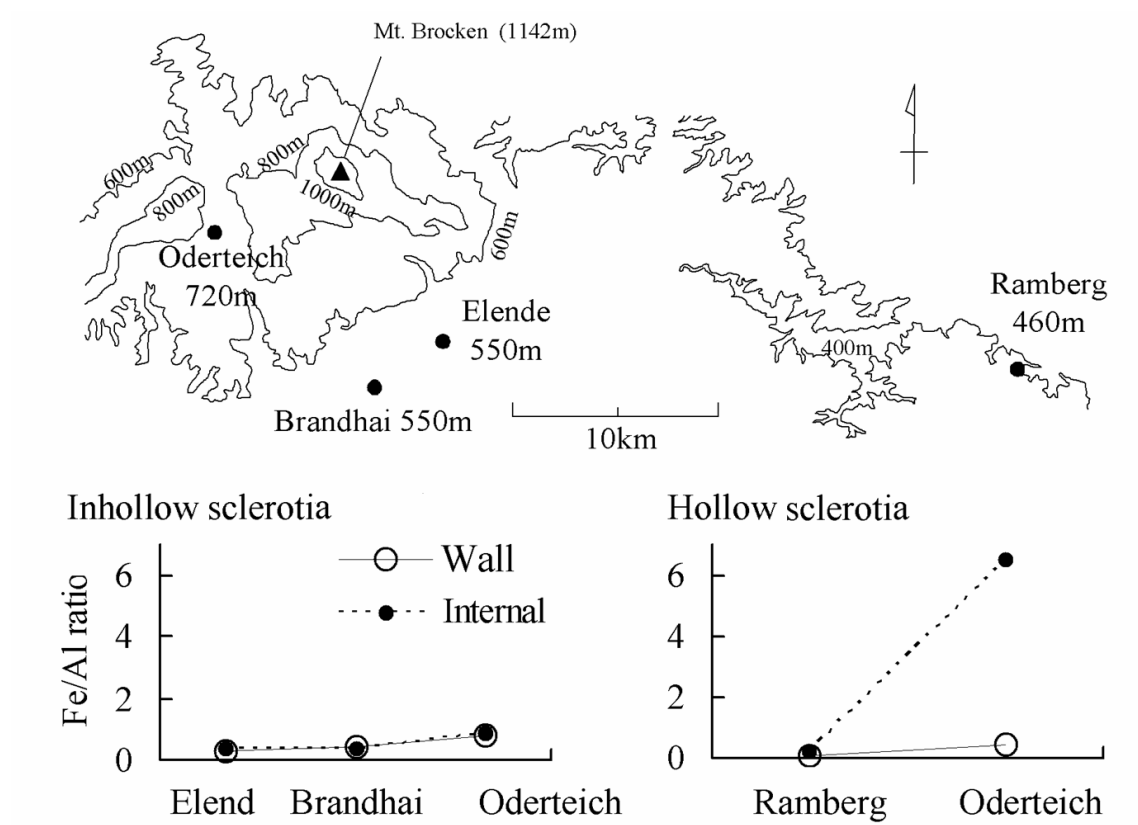 Mt. Brocken (1142m)
600m
800m
800m
1000m
600m
Oderteich
720m
Elende
550m
Brandhai 550m
Ramberg
460m
400m
10km
Inhollow sclerotia
Hollow sclerotia
Fe/Al ratio
6
4
2
0
Wall
Internal
Elend Brandhai Oderteich
6
4
2
0
Ramberg Oderteich